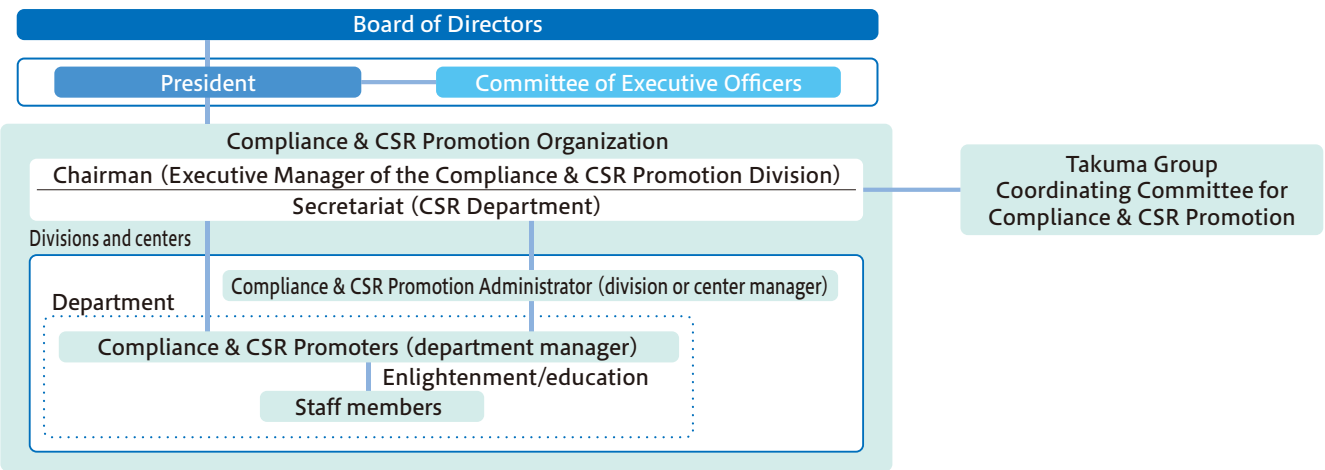 Board of Directors
President
Committee of Executive Officers
Compliance & CSR Promotion Organization
Chairman (Executive Manager of the Compliance & CSR Promotion Division)
Secretariat (CSR Department)
Takuma Group
Coordinating Committee for
Compliance & CSR Promotion
Divisions and centers
Compliance & CSR Promotion Administrator (division or center manager)
Department
Compliance & CSR Promoters (department manager)
Enlightenment/education
Staff members